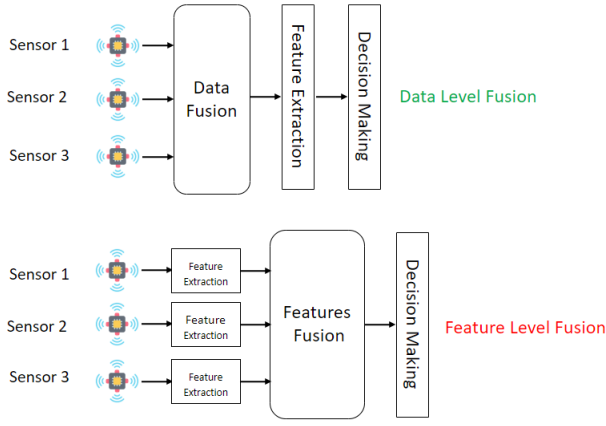 Sensor 1
Sensor 2
Sensor 3
Data
Fusion
Feature Extraction
Decision Making
Data Level Fusion
Sensor 1
Sensor 2
Sensor 3
Feature
Extraction
Feature
Extraction
Feature
Extraction
Features
Fusion
Decision Making
Feature Level Fusion